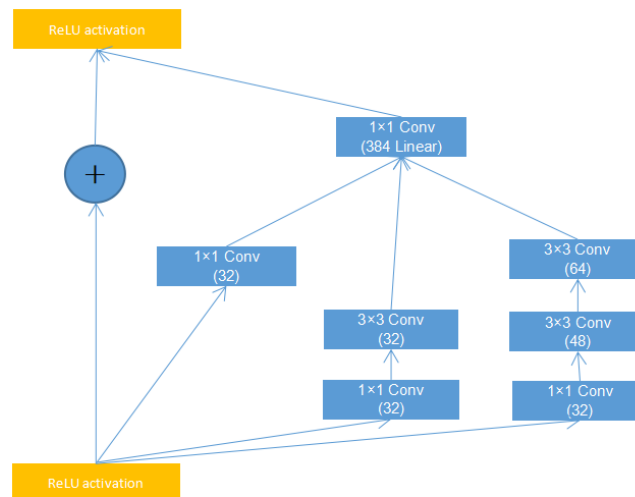 ReLU activation
1×1 Conv
(384 Linear)
+
1×1 Conv
(32)
3×3 Conv
(64)
3×3 Conv
(32)
3×3 Conv
(48)
1×1 Conv
(32)
1×1 Conv
(32)
ReLU activation